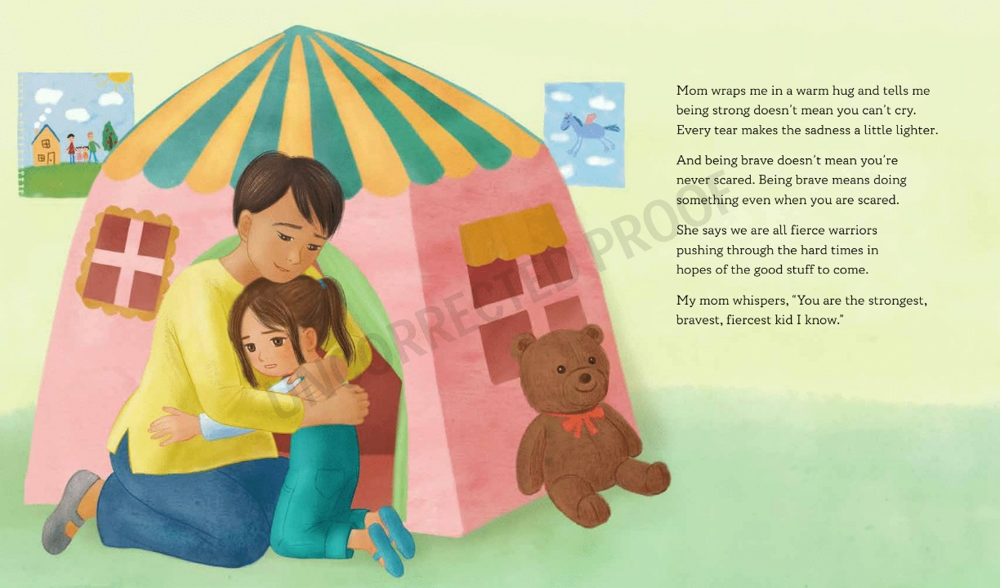 Mom wraps me in a warm hug and tells me
being strong doesn't mean you can't cry.
Every tear makes the sadness a little lighter.
And being brave doesn't mean you're
never scared. Being brave means doing
something even when you are scared.
She says we are all fierce warriors
pushing through the hard times in
hopes of the good stuff to come.
My mom whispers, “You are the strongest,
bravest, fiercest kid I know.”
UNCORRECTED PROOF